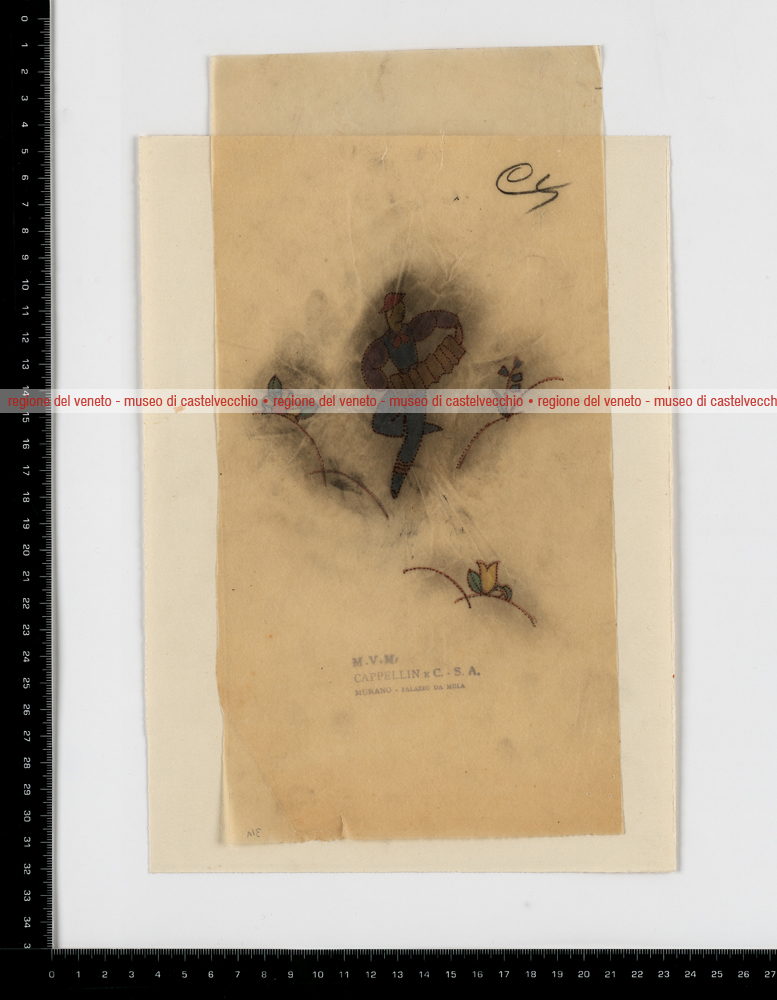 regione del veneto - museo di castelvecchio • regione del veneto - museo di castelvecchio • regione del veneto - museo di castelvecch
M.V.M.
CAPPELLIN E C. - S. A.
MURANO - PALAZZO DA MULA
0 1 2 3 4 5 6 7 8 9 10 11 12 13 14 15 16 17 18 19 20 21 22 23 24 25 26 27 28 29 30 31 32 33 34 3
0 1 2 3 4 5 6 7 8 9 10 11 12 13 14 15 16 17 18 19 20 21 22 23 24 25 26 27